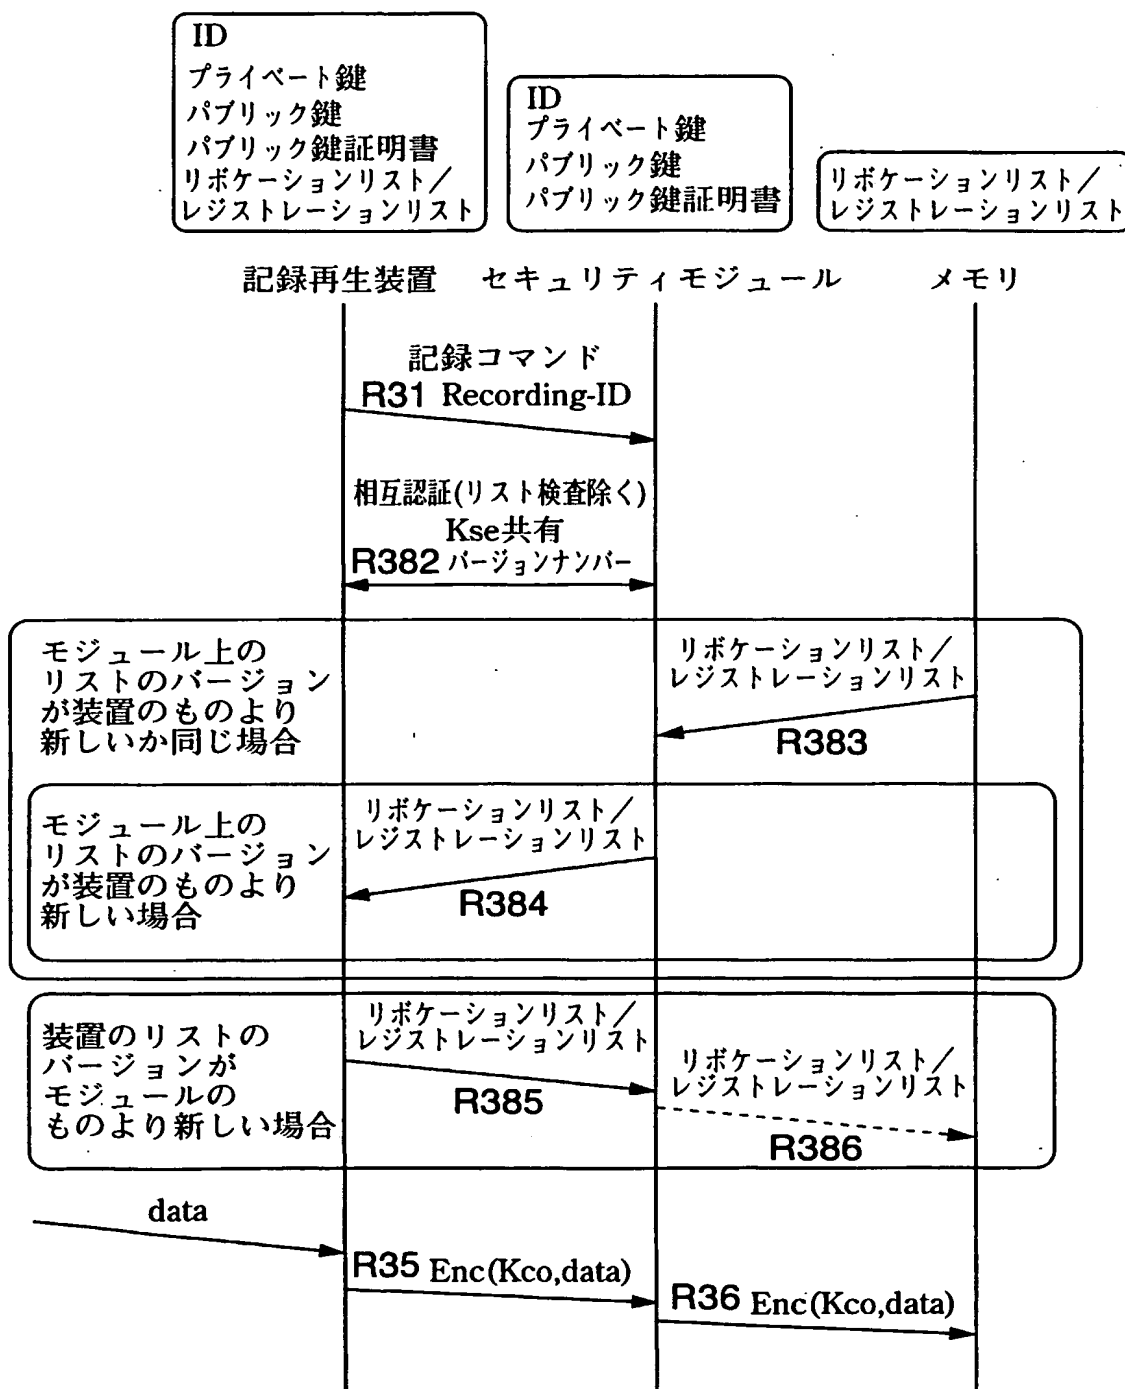 ID
プライベート鍵
パブリック鍵
パブリック鍵証明書
リボケーションリスト／
レジストレーションリスト
ID
プライベート鍵
パブリック鍵
パブリック鍵証明書
リボケーションリスト／
レジストレーションリスト
記録再生装置
セキュリティモジュール
メモリ
記録コマンド
R31 Recording-ID
相互認証(リスト検査除く)
Kse共有
R382 バージョンナンバー
モジュール上の
リストのバージョン
が装置のものより
新しいか同じ場合
リボケーションリスト／
レジストレーションリスト
R383
モジュール上の
リストのバージョン
が装置のものより
新しい場合
リボケーションリスト／
レジストレーションリスト
R384
装置のリストの
バージョンが
モジュールの
ものより新しい場合
リボケーションリスト／
レジストレーションリスト
R385
リボケーションリスト／
レジストレーションリスト
R386
data
R35 Enc(Kco,data)
R36 Enc(Kco,data)